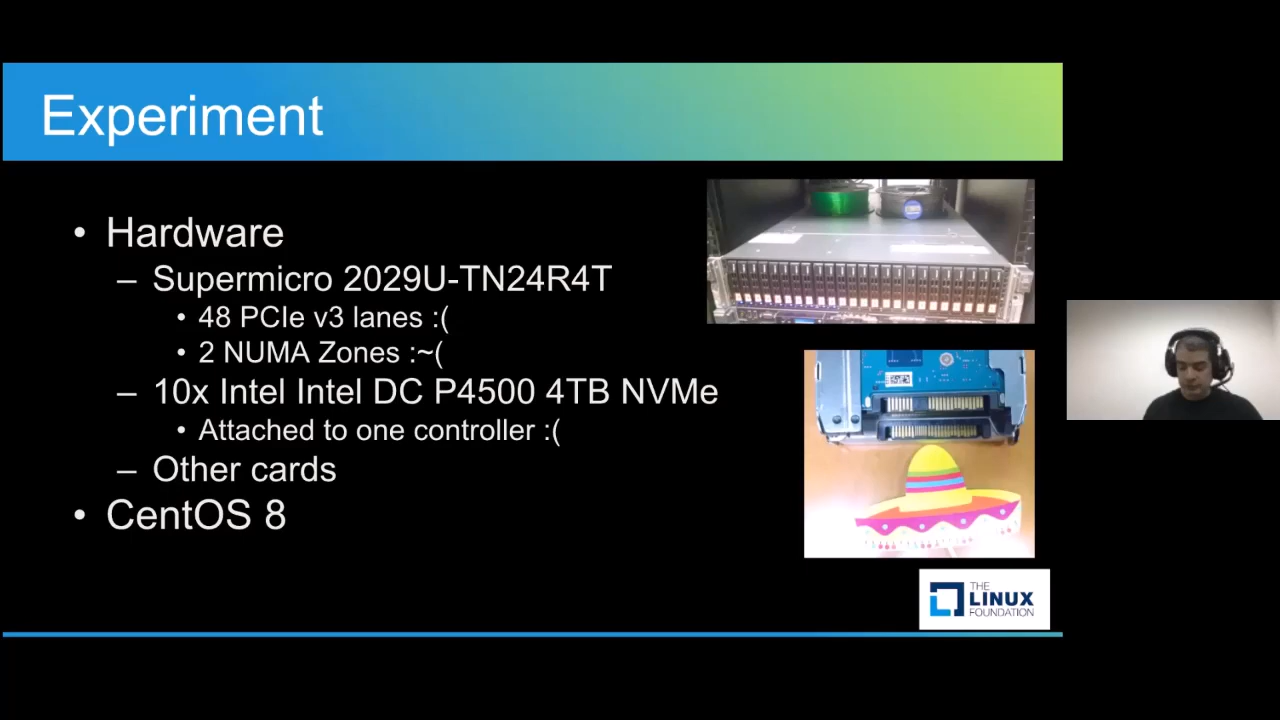 Experiment
• Hardware
– Supermicro 2029U-TN24R4T
• 48 PCIe v3 lanes :(
• 2 NUMA Zones :~(
– 10x Intel Intel DC P4500 4TB NVMe
• Attached to one controller :(
– Other cards
• CentOS 8
THE
LINUX
FOUNDATION